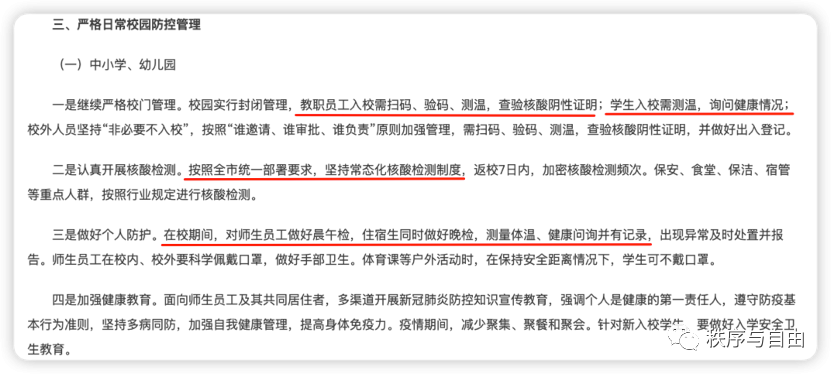 三、严格日常校园防控管理
（一）中小学、幼儿园
一是继续严格校门管理。校园实行封闭管理，教职员工入校需扫码、验码、测温，查验核酸阴性证明；学生入校需测温，询问健康情况；
校外人员坚持“非必要不入校”，按照“谁邀请、谁审批、谁负责”原则加强管理，需扫码、验码、测温，查验核酸阴性证明，并做好出入登记。
二是认真开展核酸检测。按照全市统一部署要求，坚持常态化核酸检测制度，返校7日内，加密核酸检测频次。保安、食堂、保洁、宿管
等重点人群，按照行业规定进行核酸检测。
三是做好个人防护。在校期间，对师生员工做好晨午检，住宿生同时做好晚检，测量体温、健康问询并有记录，出现异常及时处置并报
告。师生员工在校内、校外要科学佩戴口罩，做好手部卫生。体育课等户外活动时，在保持安全距离情况下，学生可不戴口罩。
四是加强健康教育。面向师生员工及其共同居住者，多渠道开展新冠肺炎防控知识宣传教育，强调个人是健康的第一责任人，遵守防疫基
本行为准则，坚持多病同防，加强自我健康管理，提高身体免疫力。疫情期间，减少聚集、聚餐和聚会。针对新入校学生，要做好入学安全卫
生教育。
秩序与自由